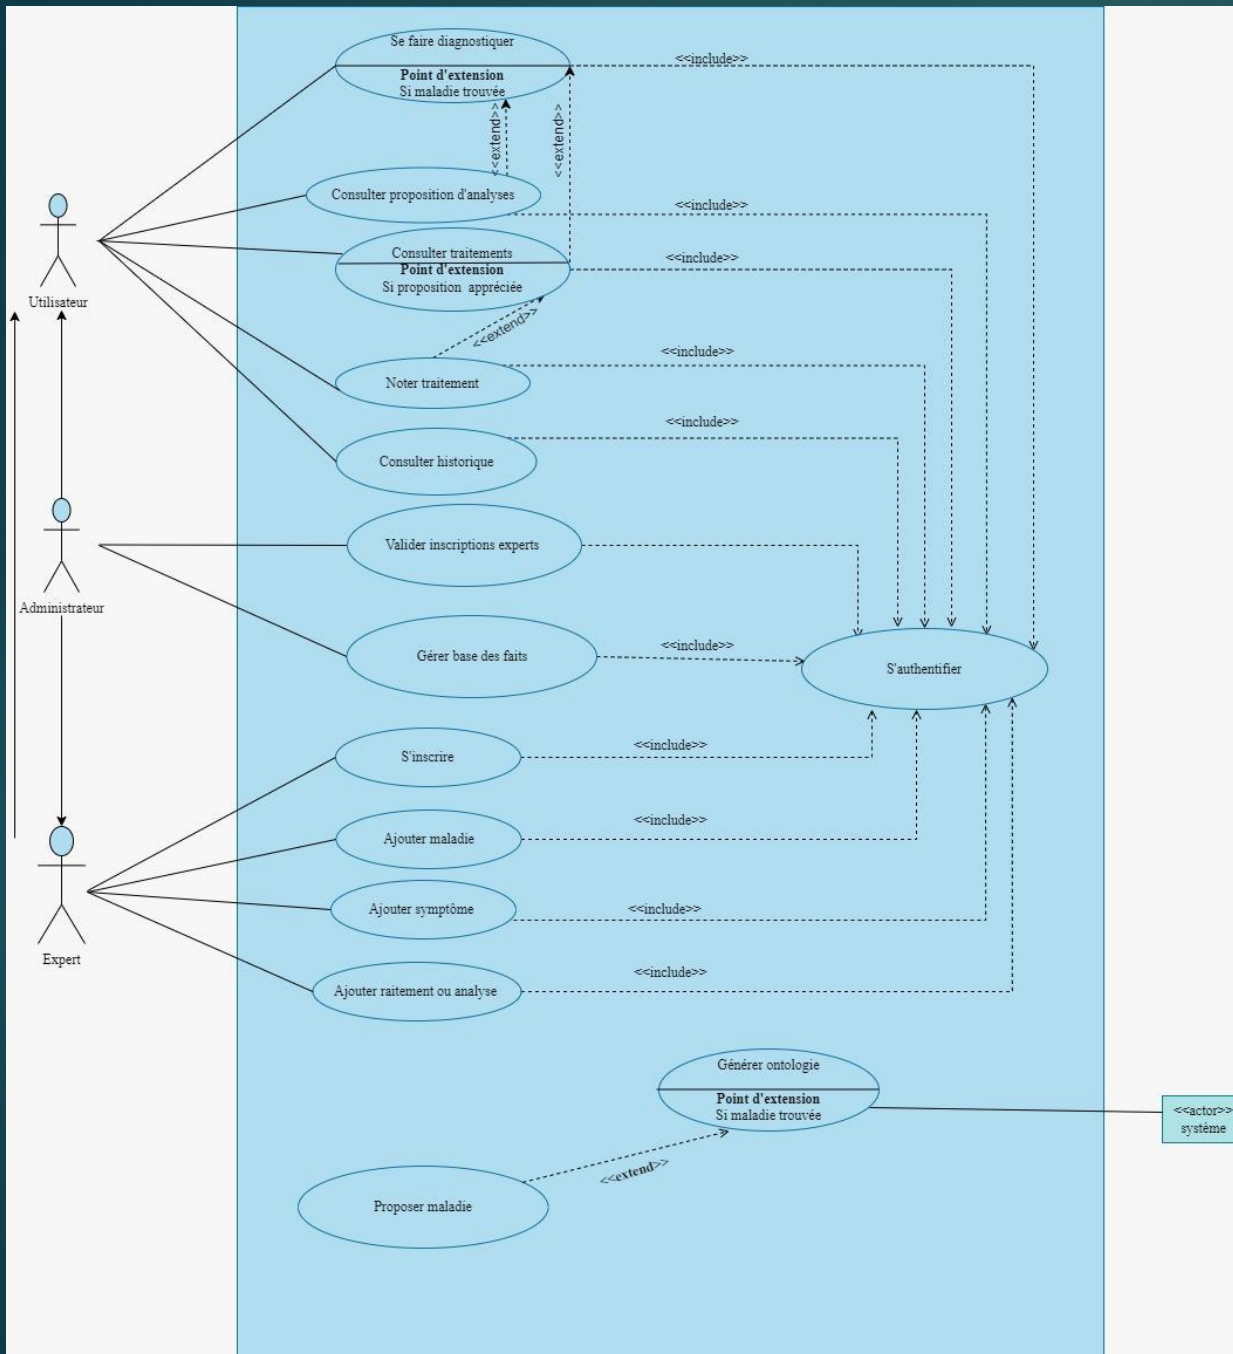 Se faire diagnostiquer
Point d'extension
Si maladie trouvée
<<include>>
<<extend>>
<<extend>>
Consulter proposition d'analyses
<<include>>
Consulter traitements
Point d'extension
Si proposition appréciée
<<include>>
Utilisateur
<<extend>>
Noter traitement
<<include>>
Consulter historique
<<include>>
Valider inscriptions experts
Administrateur
Gérer base des faits
<<include>>
S'authentifier
S'inscrire
<<include>>
Ajouter maladie
<<include>>
Ajouter symptôme
<<include>>
Expert
Ajouter raitement ou analyse
<<include>>
Générer ontologie
Point d'extension
Si maladie trouvée
<<actor>>
système
<<extend>>
Proposer maladie